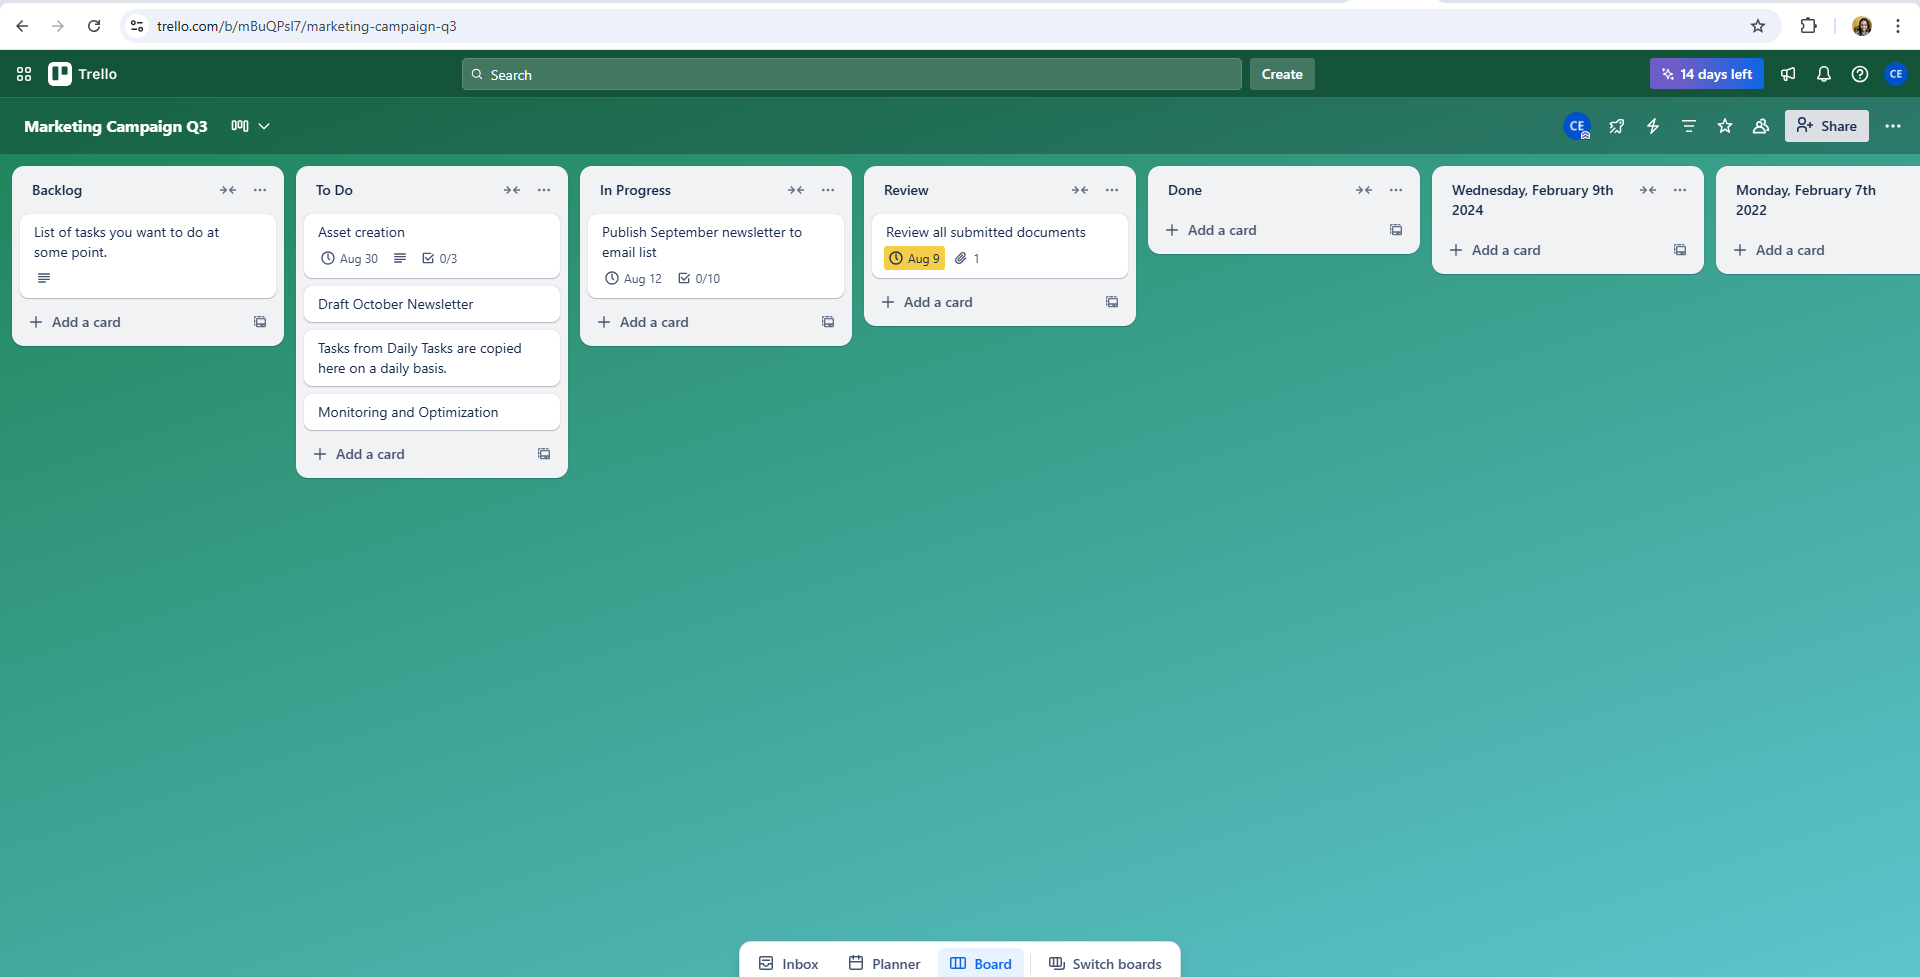 trello.com/b/mBuQPsI7/marketing-campaign-q3
Trello
Search
Create
14 days left
CE
Marketing Campaign Q3
CE
Share
Backlog
List of tasks you want to do at
some point.
Add a card
To Do
Asset creation
Aug 30
0/3
Draft October Newsletter
Tasks from Daily Tasks are copied
here on a daily basis.
Monitoring and Optimization
Add a card
In Progress
Publish September newsletter to
email list
Aug 12
0/10
Add a card
Review
Review all submitted documents
Aug 9
1
Add a card
Done
Add a card
Wednesday, February 9th
2024
Add a card
Monday, February 7th
2022
Add a card
Inbox
Planner
Board
Switch boards